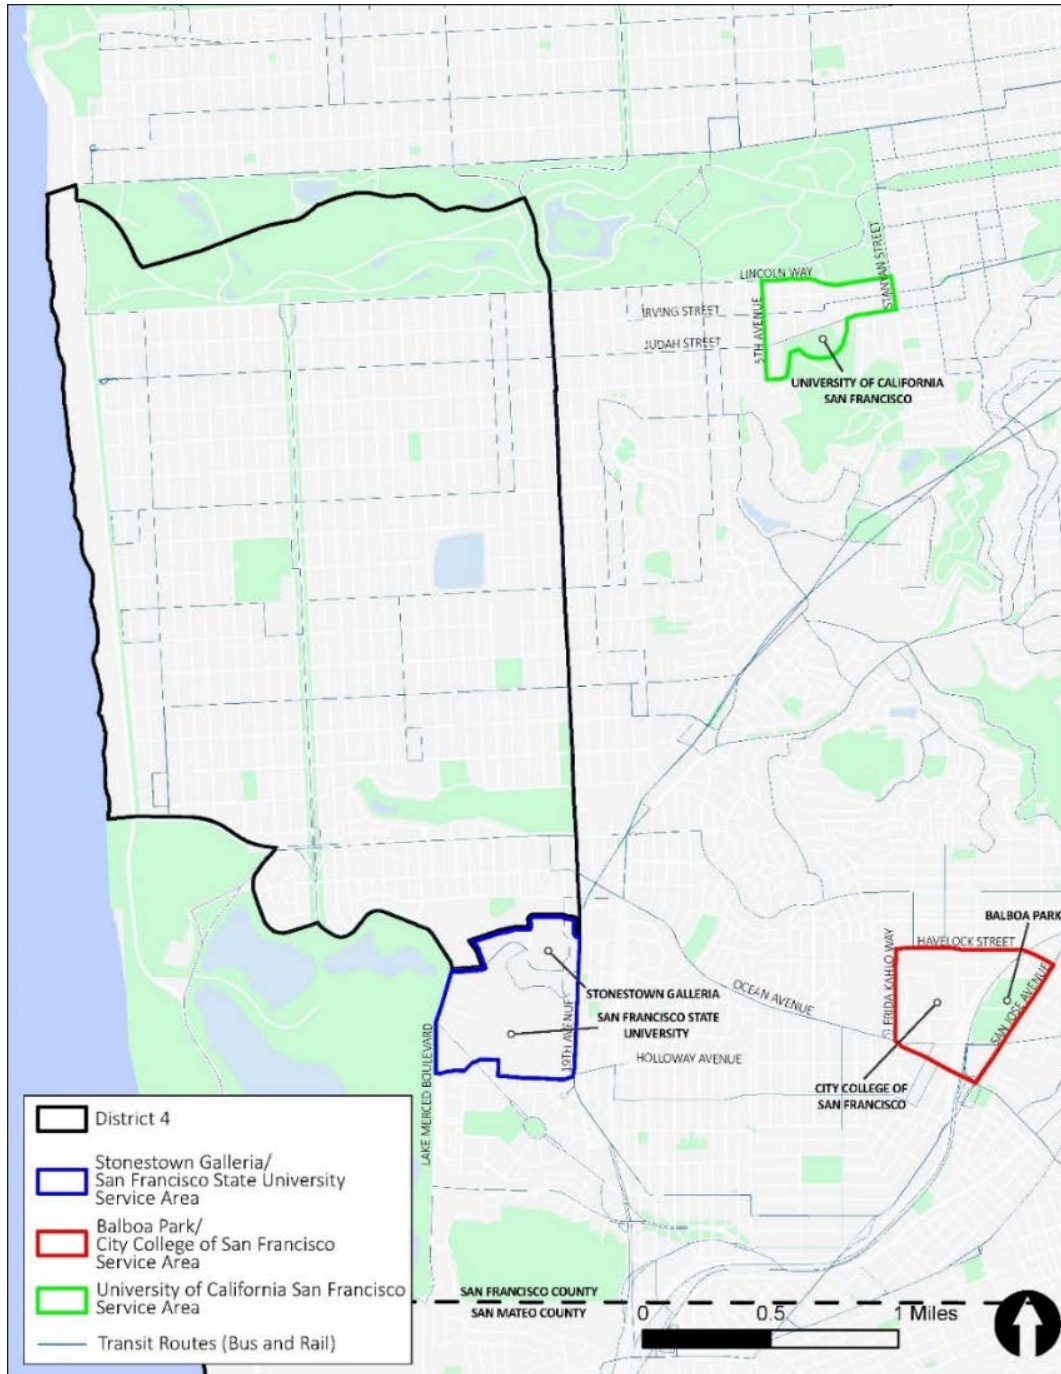 LINCOLN WAY
STANYAN STREET
IRVING STREET
5TH AVENUE
JUDAH STREET
UNIVERSITY OF CALIFORNIA
SAN FRANCISCO
BALBOA PARK
HAVELOCK STREET
FRIDA KAHLO WAY
SAN JOSE AVENUE
OCEAN AVENUE
STONESTOWN GALLERIA
SAN FRANCISCO STATE
UNIVERSITY
19TH AVENUE
HOLLOWAY AVENUE
LAKE MERCED BOULEVARD
CITY COLLEGE OF
SAN FRANCISCO
District 4
Stonestown Galleria/
San Francisco State University
Service Area
Balboa Park/
City College of San Francisco
Service Area
University of California San Francisco
Service Area
Transit Routes (Bus and Rail)
SAN FRANCISCO COUNTY
SAN MATEO COUNTY
0 0.5 1 Miles